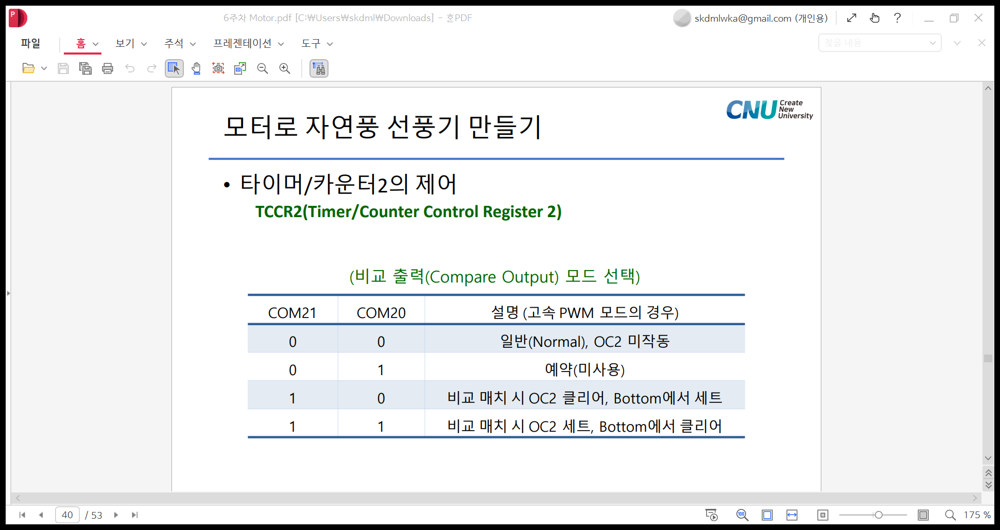 6주차 Motor.pdf [C:₩Users₩skdml₩Downloads] - 한PDF
skdmlwka@gmail.com (개인용)
파일 홈 보기 주석 프레젠테이션 도구
찾을 내용
CNU Create New University
모터로 자연풍 선풍기 만들기
• 타이머/카운터2의 제어
TCCR2(Timer/Counter Control Register 2)
(비교 출력(Compare Output) 모드 선택)
COM21 COM20 설명 (고속 PWM 모드의 경우)
0 0 일반(Normal), OC2 미작동
0 1 예약(미사용)
1 0 비교 매치 시 OC2 클리어, Bottom에서 세트
1 1 비교 매치 시 OC2 세트, Bottom에서 클리어
40 / 53
175 %